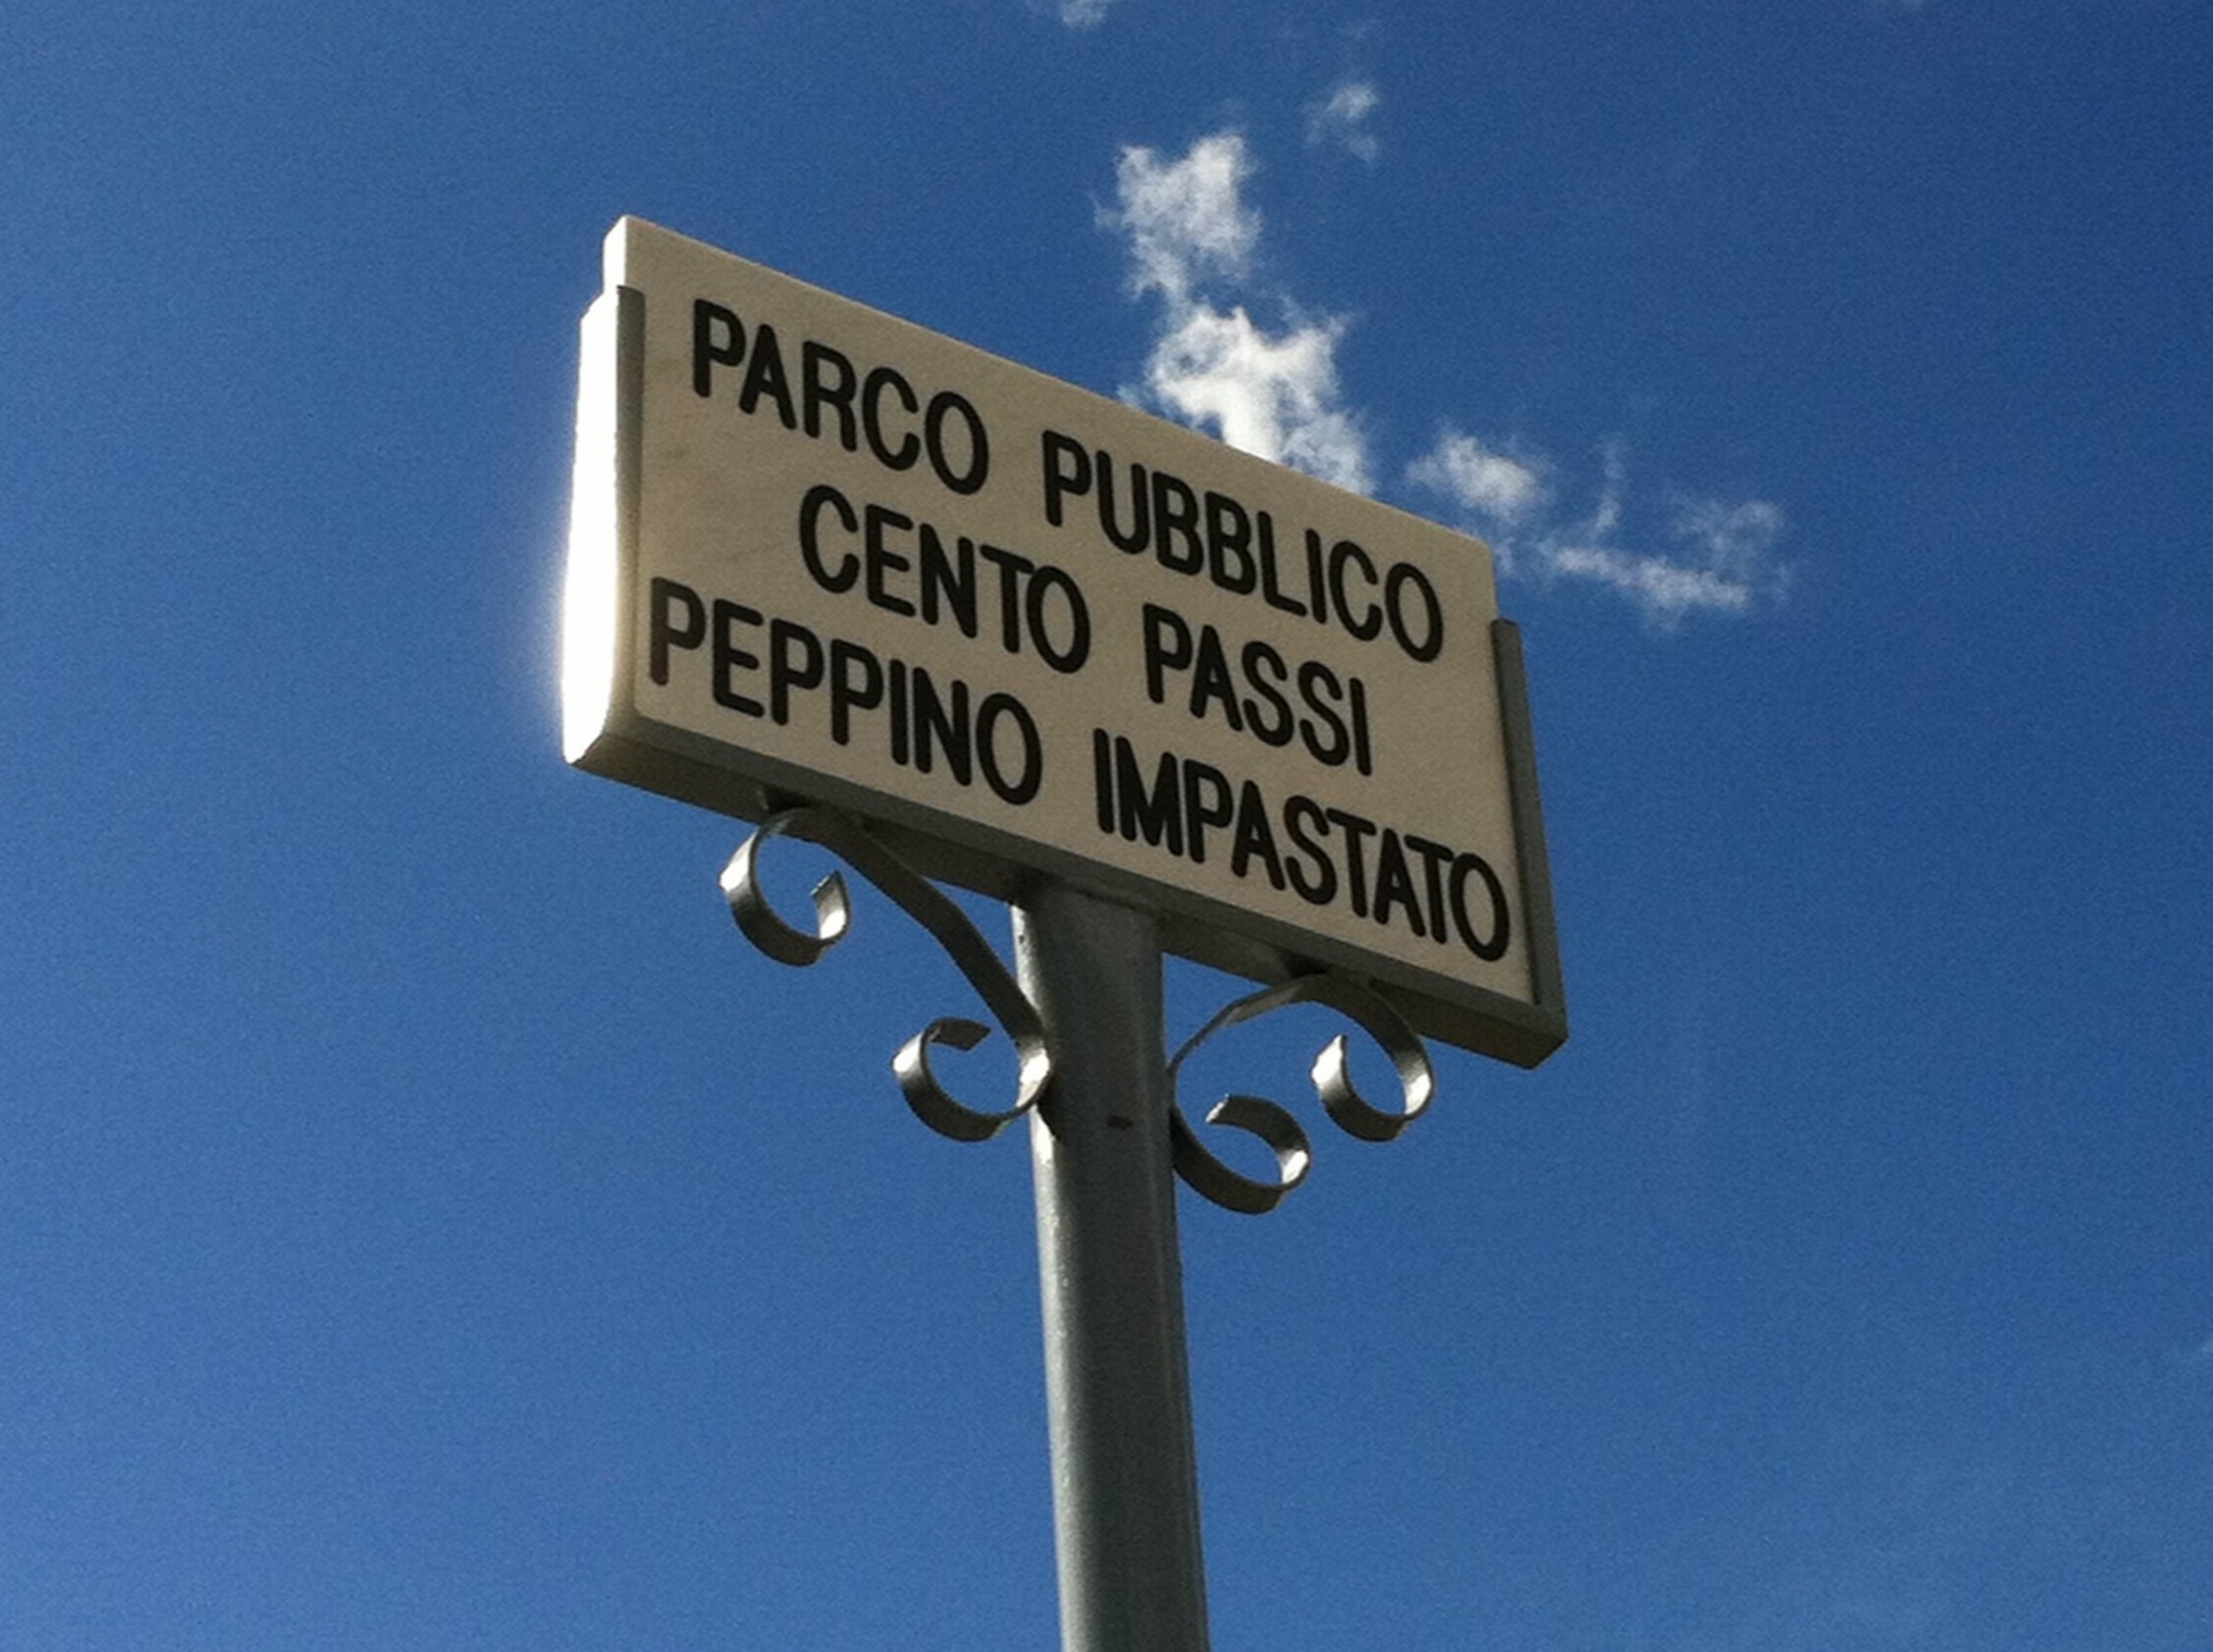 PARCO PUBBLICO
CENTO PASSI
PEPPINO IMPASTATO